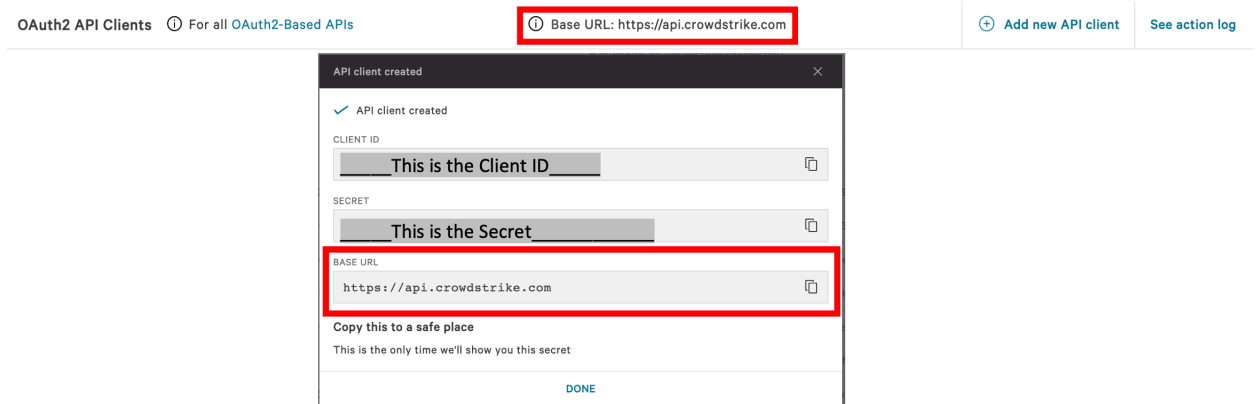 OAuth2 API Clients For all OAuth2-Based APIs Base URL: https://api.crowdstrike.com Add new API client See action log
API client created
API client created
CLIENT ID
_____This is the Client ID_____
SECRET
_____This is the Secret____________
BASE URL
https://api.crowdstrike.com
Copy this to a safe place
This is the only time we'll show you this secret
DONE